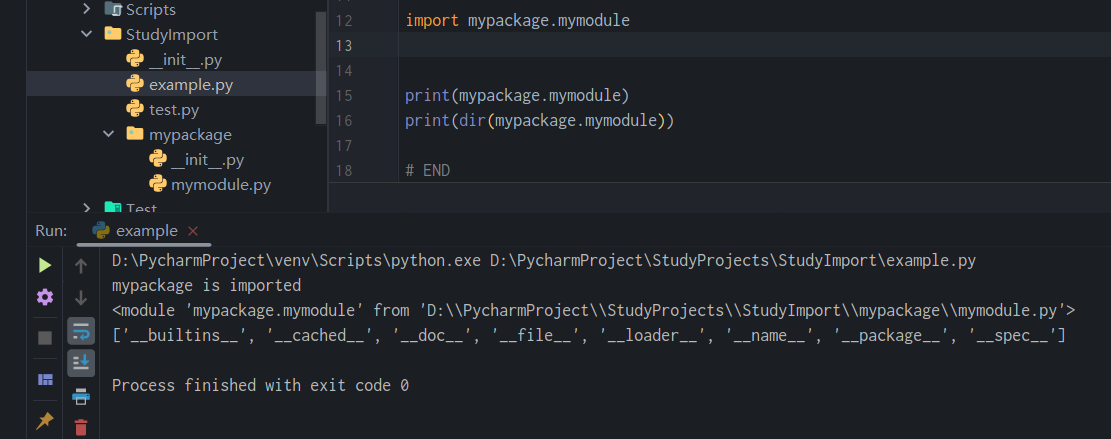 Scripts
StudyImport
__init__.py
example.py
test.py
mypackage
__init__.py
mymodule.py
Test
12 import mypackage.mymodule
13
14
15 print(mypackage.mymodule)
16 print(dir(mypackage.mymodule))
17
18 # END
Run: example
D:\PycharmProject\venv\Scripts\python.exe D:\PycharmProject\StudyProjects\StudyImport\example.py
mypackage is imported
<module 'mypackage.mymodule' from 'D:\\PycharmProject\\StudyProjects\\StudyImport\\mypackage\\mymodule.py'>
['__builtins__', '__cached__', '__doc__', '__file__', '__loader__', '__name__', '__package__', '__spec__']
Process finished with exit code 0